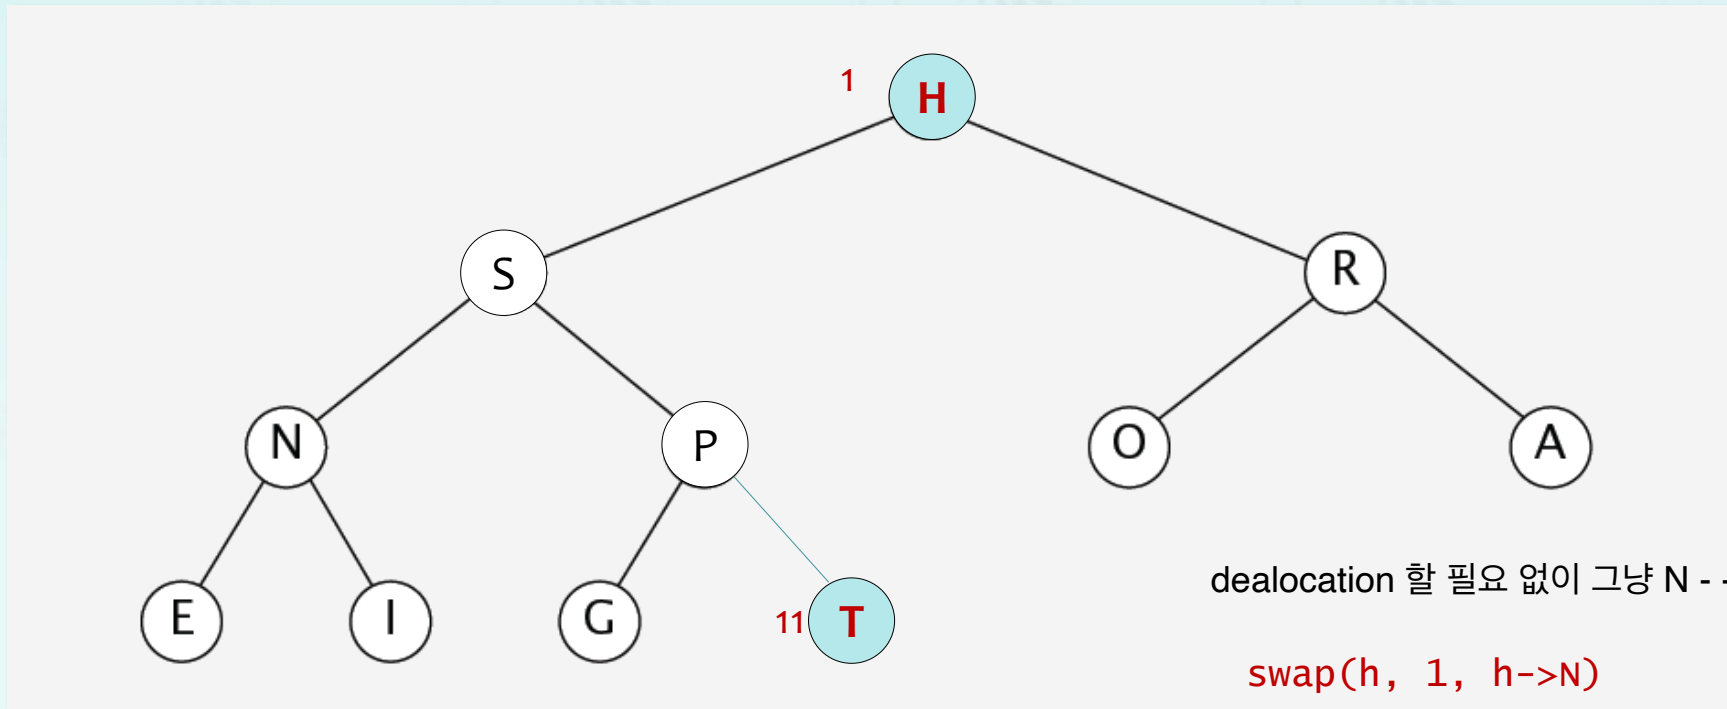 1
H
S
R
N
P
O
A
E
I
G
11
T
dealocation 할 필요 없이 그냥 N - -
swap(h, 1, h->N)